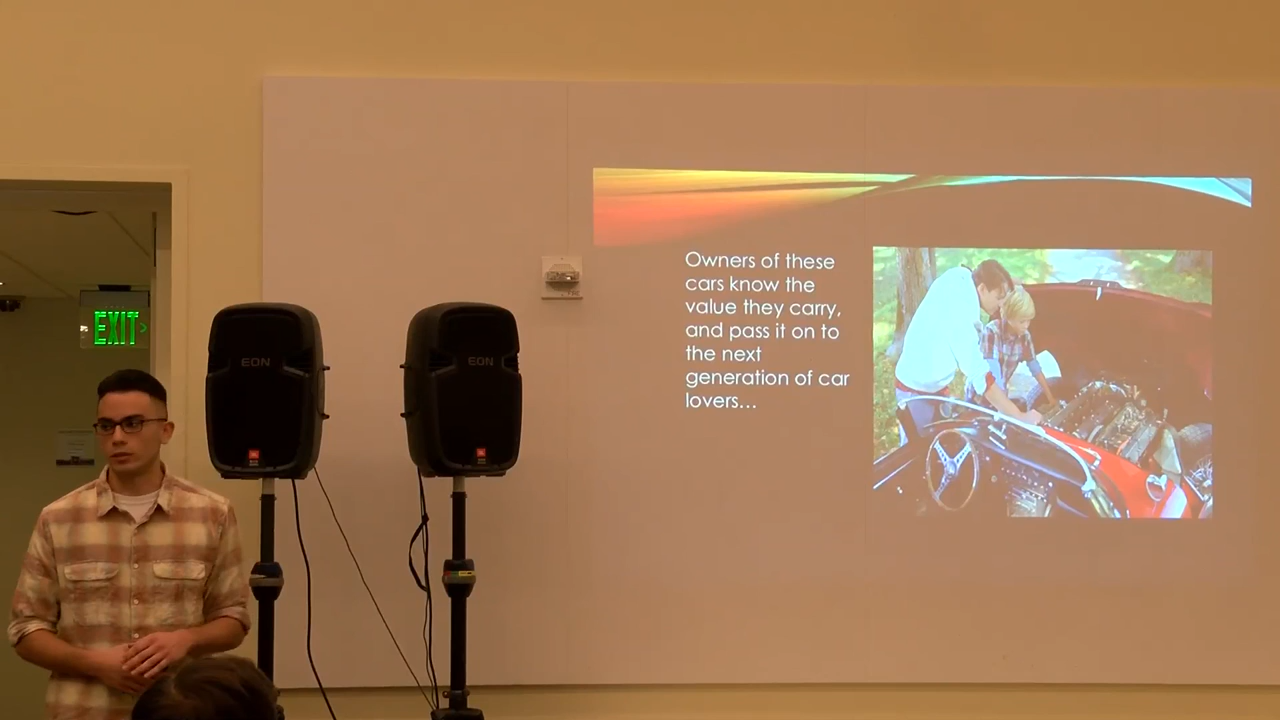 Owners of these
cars know the
value they carry,
and pass it on to
the next
generation of car
lovers...
EXIT
EON
EON
JBL